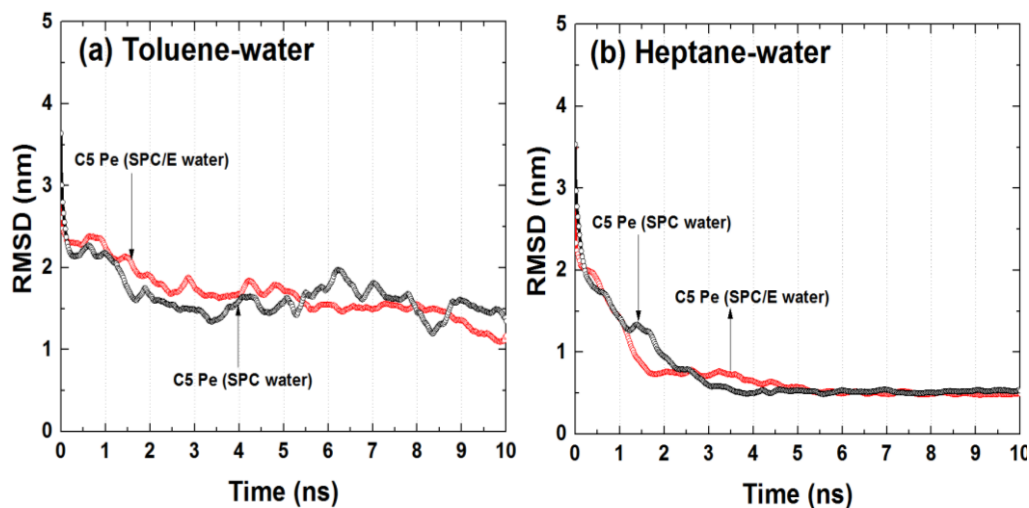 (a) Toluene-water
RMSD (nm)
5
4
3
2
1
0
C5 Pe (SPC/E water)
C5 Pe (SPC water)
0 1 2 3 4 5 6 7 8 9 10
Time (ns)
(b) Heptane-water
RMSD (nm)
5
4
3
2
1
0
C5 Pe (SPC water)
C5 Pe (SPC/E water)
0 1 2 3 4 5 6 7 8 9 10
Time (ns)